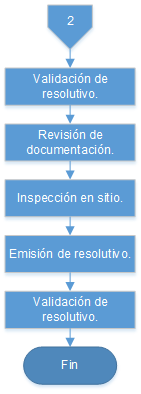 2
Validación de
resolutivo.
Revisión de
documentación.
Inspección en sitio.
Emisión de resolutivo.
Validación de
resolutivo.
Fin